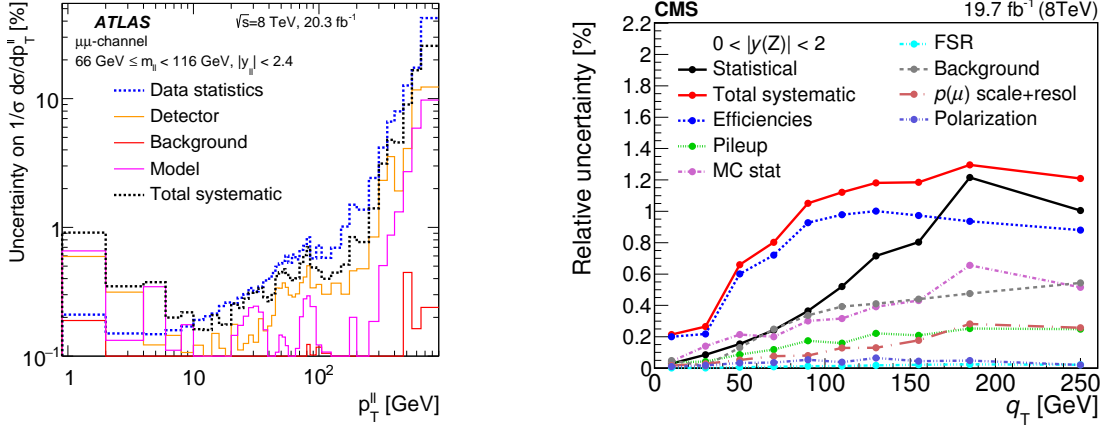 ATLAS
√s=8 TeV, 20.3 fb⁻¹
μμ-channel
66 GeV ≤ m_ll < 116 GeV, |y_ll| < 2.4
Data statistics
Detector
Background
Model
Total systematic
Uncertainty on 1/σ dσ/dp_T^ll [%]
10
1
10⁻¹
1 10 10²
p_T^ll [GeV]
CMS 19.7 fb⁻¹ (8TeV)
0 < |y(Z)| < 2
Statistical
Total systematic
Efficiencies
Pileup
MC stat
FSR
Background
p(μ) scale+resol
Polarization
Relative uncertainty [%]
2.2
2
1.8
1.6
1.4
1.2
1
0.8
0.6
0.4
0.2
0
0 50 100 150 200 250
q_T [GeV]